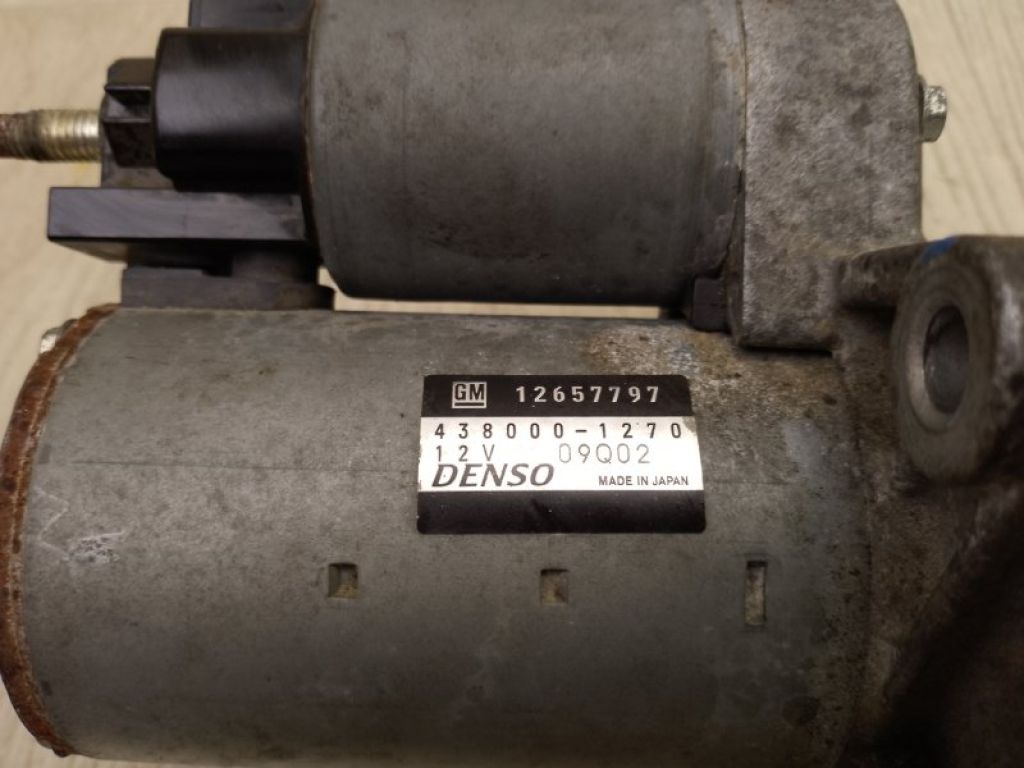 GM 12657797
438000-1270
12V 09Q02
DENSO MADE IN JAPAN